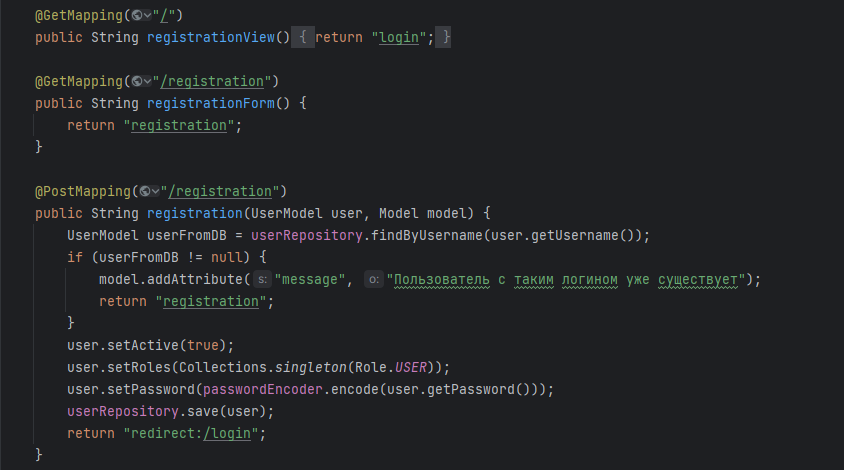 @GetMapping("/")
public String registrationView() { return "login"; }
@GetMapping("/registration")
public String registrationForm() {
return "registration";
}
@PostMapping("/registration")
public String registration(UserModel user, Model model) {
UserModel userFromDB = userRepository.findByUsername(user.getUsername());
if (userFromDB != null) {
model.addAttribute( s: "message", o: "Пользователь с таким логином уже существует");
return "registration";
}
user.setActive(true);
user.setRoles(Collections.singleton(Role.USER));
user.setPassword(passwordEncoder.encode(user.getPassword()));
userRepository.save(user);
return "redirect:/login";
}